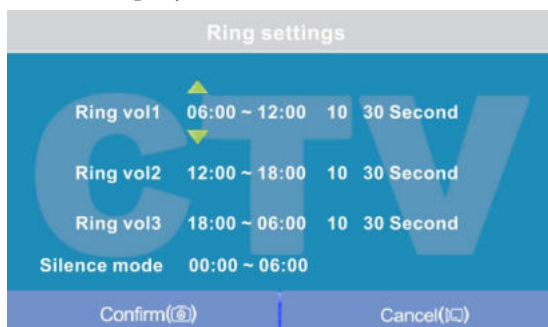 Ring settings
CTV
Ring vol1 06:00 ~ 12:00 10 30 Second
Ring vol2 12:00 ~ 18:00 10 30 Second
Ring vol3 18:00 ~ 06:00 10 30 Second
Silence mode 00:00 ~ 06:00
Confirm() Cancel()